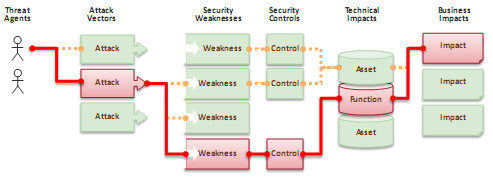 Threat Agents
Attack Vectors
Security Weaknesses
Security Controls
Technical Impacts
Business Impacts
Attack
Weakness
Control
Asset
Impact
Attack
Weakness
Control
Function
Impact
Attack
Weakness
Asset
Impact
Weakness
Control